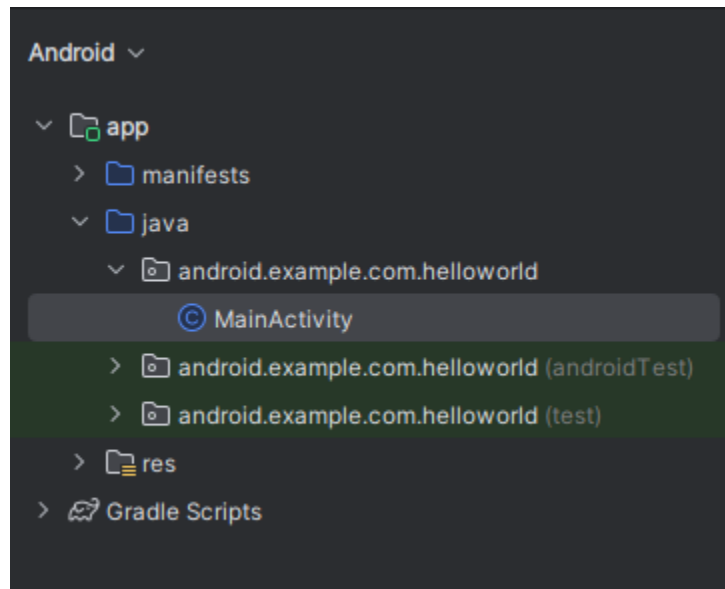 Android
app
manifests
java
android.example.com.helloworld
C MainActivity
android.example.com.helloworld (androidTest)
android.example.com.helloworld (test)
res
Gradle Scripts